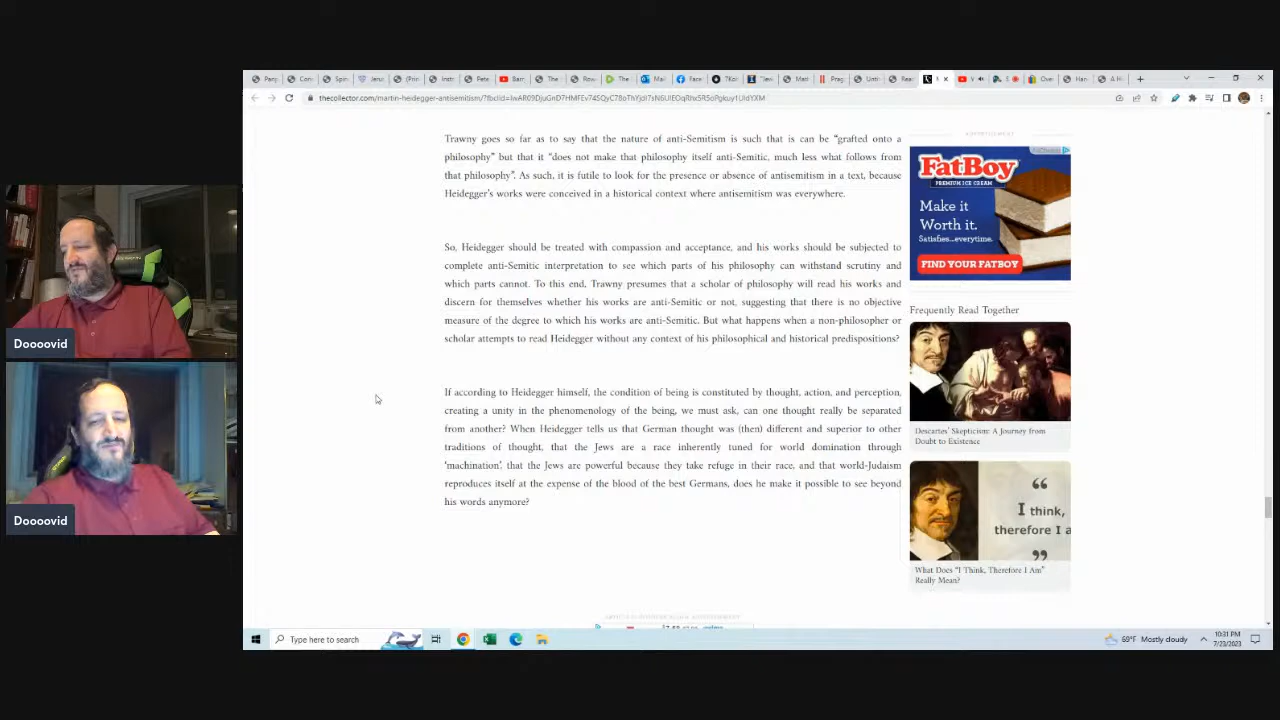 thecollector.com/martin-heidegger-antisemitism/
Trawny goes so far as to say that the nature of anti-Semitism is such that is can be “grafted onto a
philosophy” but that it “does not make that philosophy itself anti-Semitic, much less what follows from
that philosophy”. As such, it is futile to look for the presence or absence of antisemitism in a text, because
Heidegger’s works were conceived in a historical context where antisemitism was everywhere.
So, Heidegger should be treated with compassion and acceptance, and his works should be subjected to
complete anti-Semitic interpretation to see which parts of his philosophy can withstand scrutiny and
which parts cannot. To this end, Trawny presumes that a scholar of philosophy will read his works and
discern for themselves whether his works are anti-Semitic or not, suggesting that there is no objective
measure of the degree to which his works are anti-Semitic. But what happens when a non-philosopher or
scholar attempts to read Heidegger without any context of his philosophical and historical predispositions?
If according to Heidegger himself, the condition of being is constituted by thought, action, and perception,
creating a unity in the phenomenology of the being, we must ask, can one thought really be separated
from another? When Heidegger tells us that German thought was (then) different and superior to other
traditions of thought, that the Jews are a race inherently tuned for world domination through
‘machination’, that the Jews are powerful because they take refuge in their race, and that world-Judaism
reproduces itself at the expense of the blood of the best Germans, does he make it possible to see beyond
his words anymore?
ADVERTISEMENT
FatBoy
PREMIUM ICE CREAM
Make it
Worth it.
Satisfies...everytime.
FIND YOUR FATBOY
Frequently Read Together
Descartes' Skepticism: A Journey from
Doubt to Existence
“
I think,
therefore I a
”
What Does “I Think, Therefore I Am”
Really Mean?
Doooovid
Doooovid
Type here to search
69°F Mostly cloudy
10:31 PM
7/23/2023